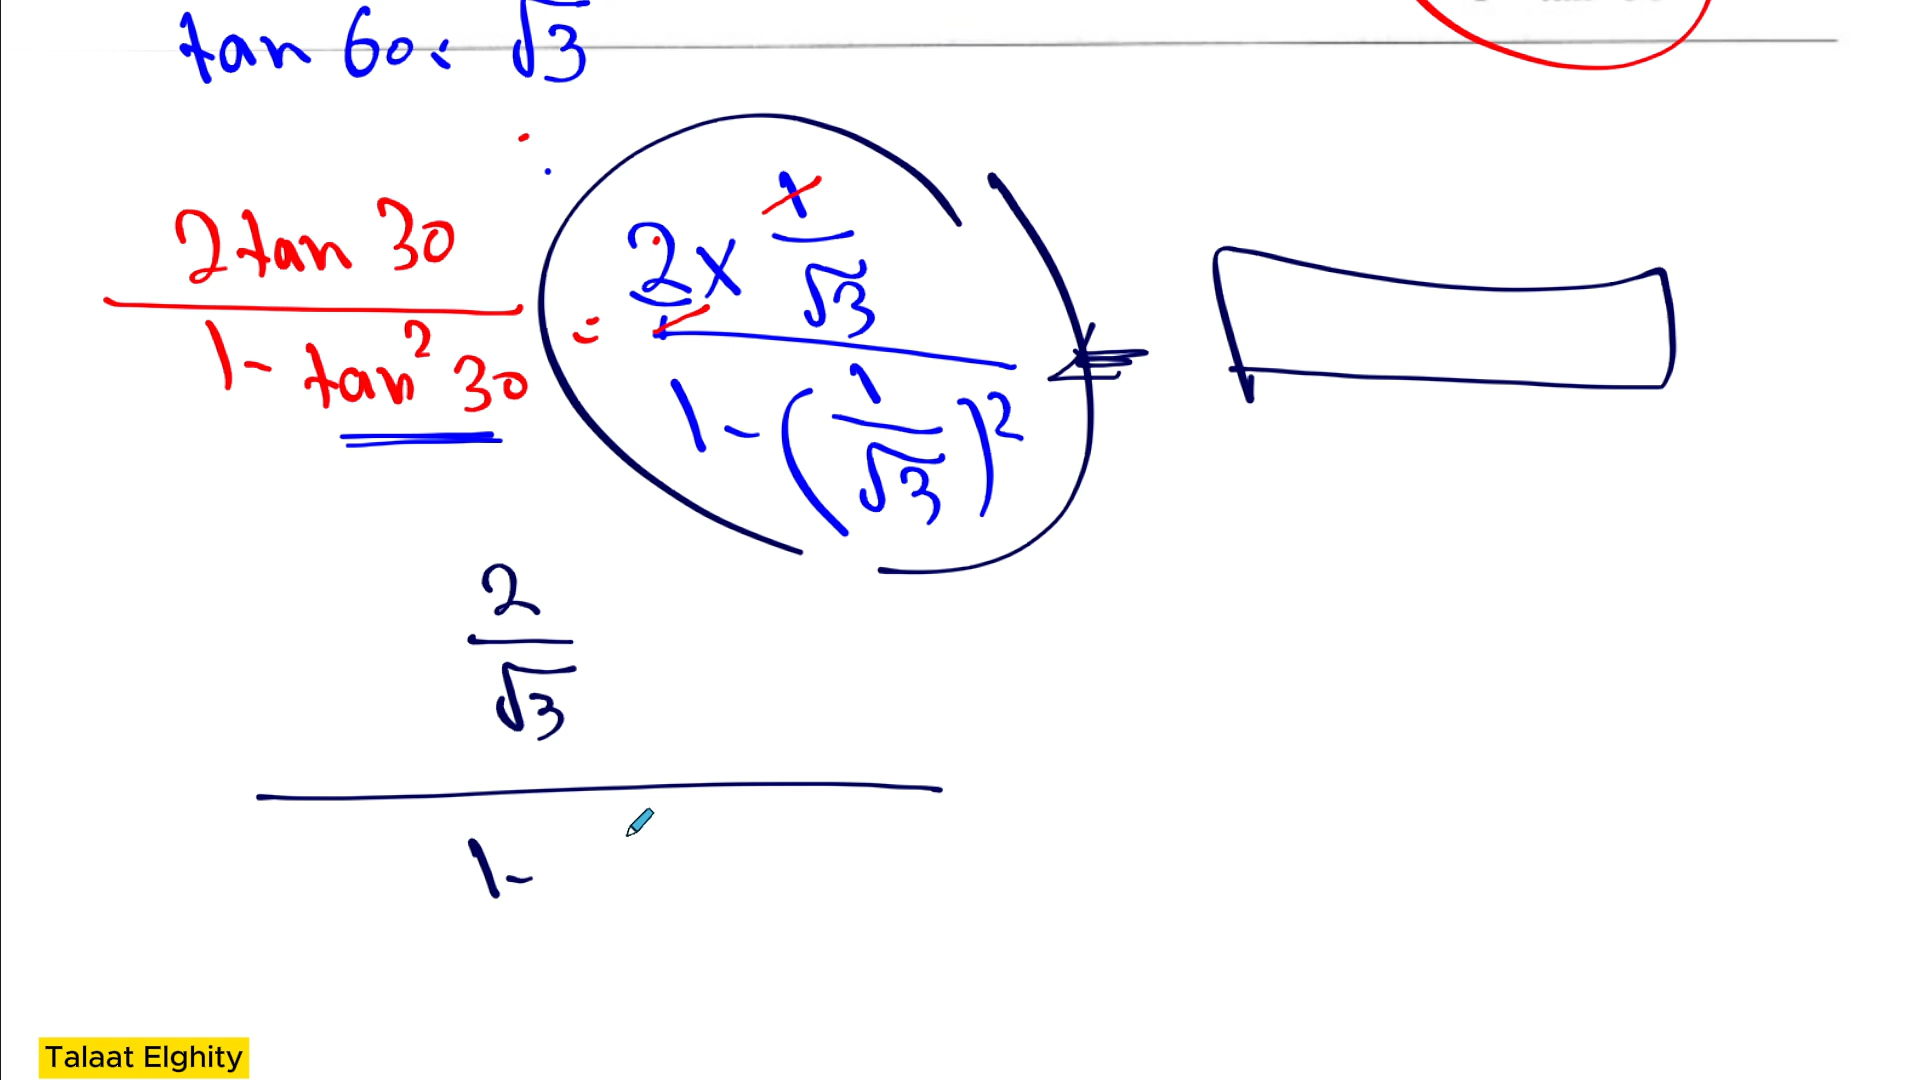 tan 60 = √3
2 tan 30 / 1 - tan² 30 = 2 x 1/√3 / 1 - (1/√3)²
2/√3
1 -
Talaat Elghity